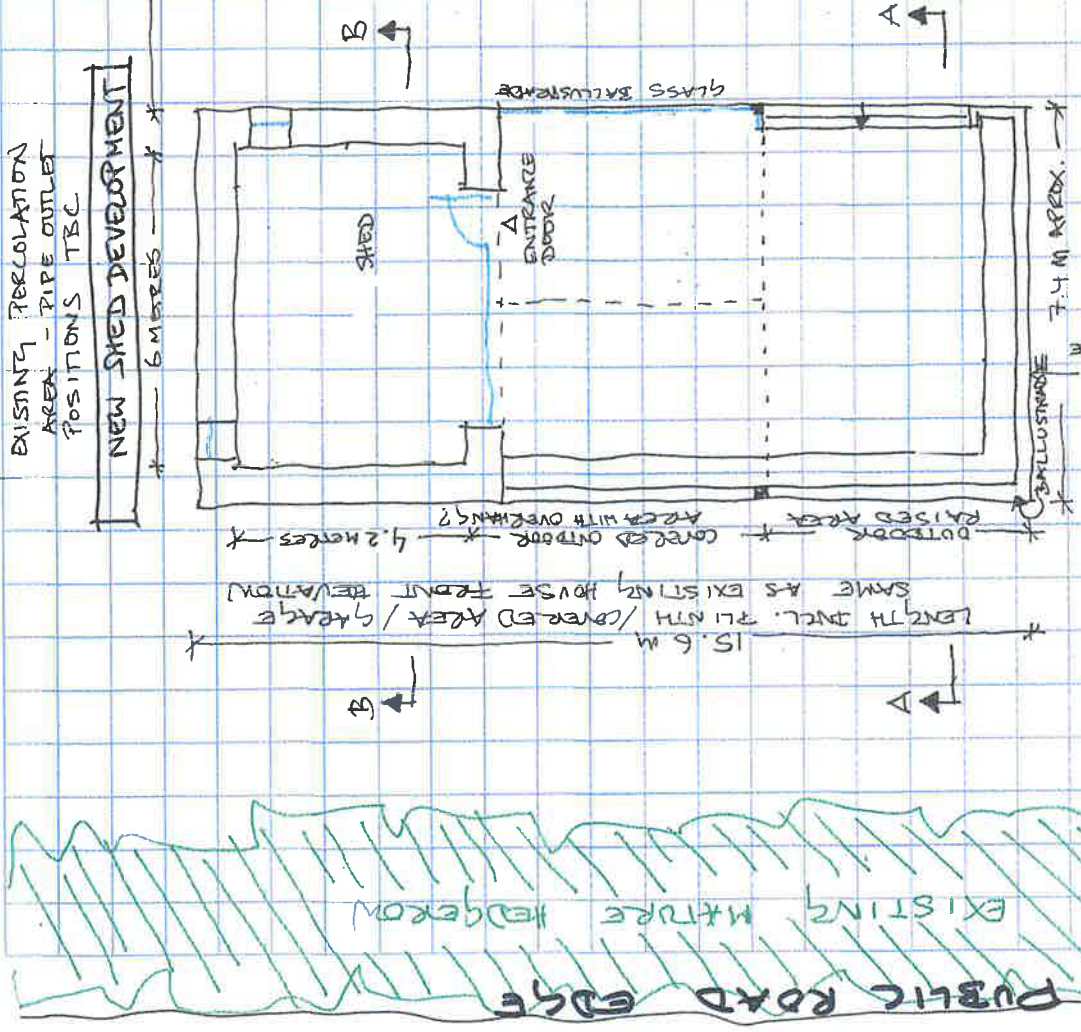 EXISTING PERCOLATION
AREA - PIPE OUTLET
POSITIONS TBC
NEW SHED DEVELOPMENT
6 METRES
B
A
GLASS BALLUSTRADE
SHED
ENTRANCE
DOOR
7.4 M APROX.
W
BALLUSTRADE
4.2 METRES
COVERED OUTDOOR
AREA WITH OVERHANG?
OUTDOOR
RAISED AREA
15.6 M
LENGTH INCL. PLINTH / COVERED AREA / GARAGE
SAME AS EXISTING HOUSE FRONT ELEVATION
B
A
EXISTING MATURE HEDGEROW
PUBLIC ROAD EDGE